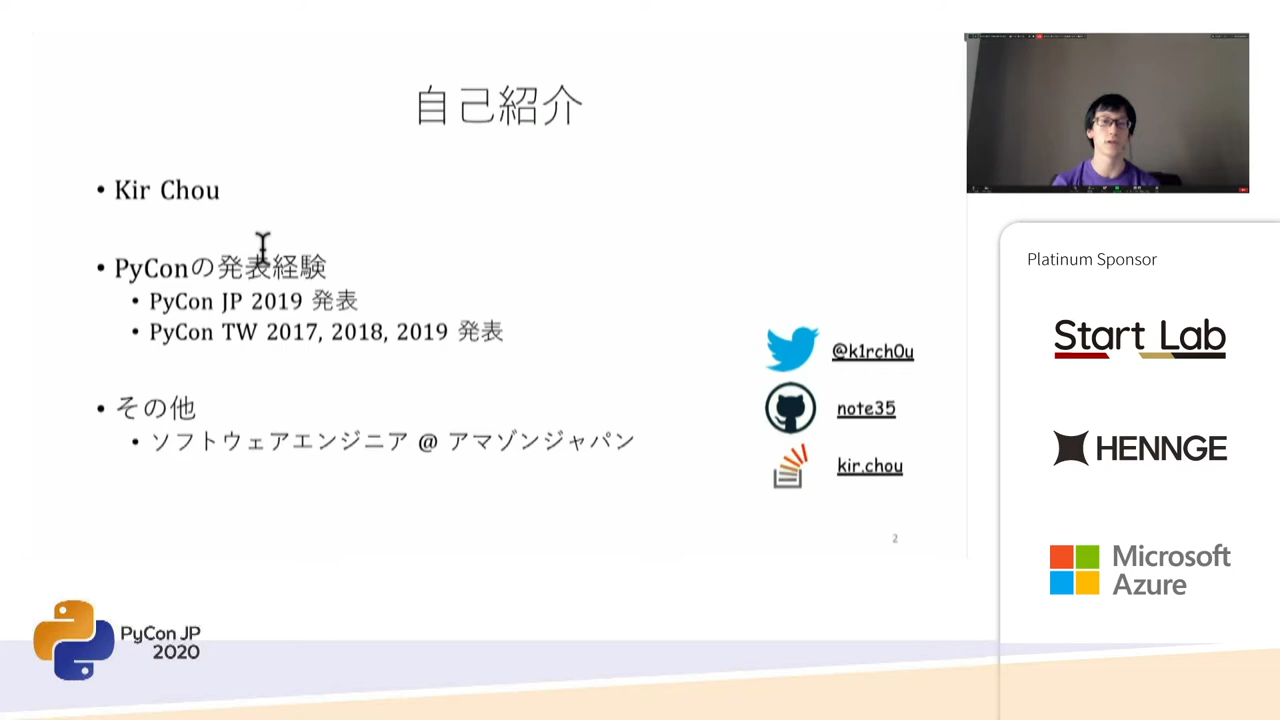 自己紹介
• Kir Chou
• PyConの発表経験
• PyCon JP 2019 発表
• PyCon TW 2017, 2018, 2019 発表
• その他
• ソフトウェアエンジニア @ アマゾンジャパン
@k1rch0u
note35
kir.chou
2
Platinum Sponsor
Start Lab
HENNGE
Microsoft
Azure
PyCon JP
2020